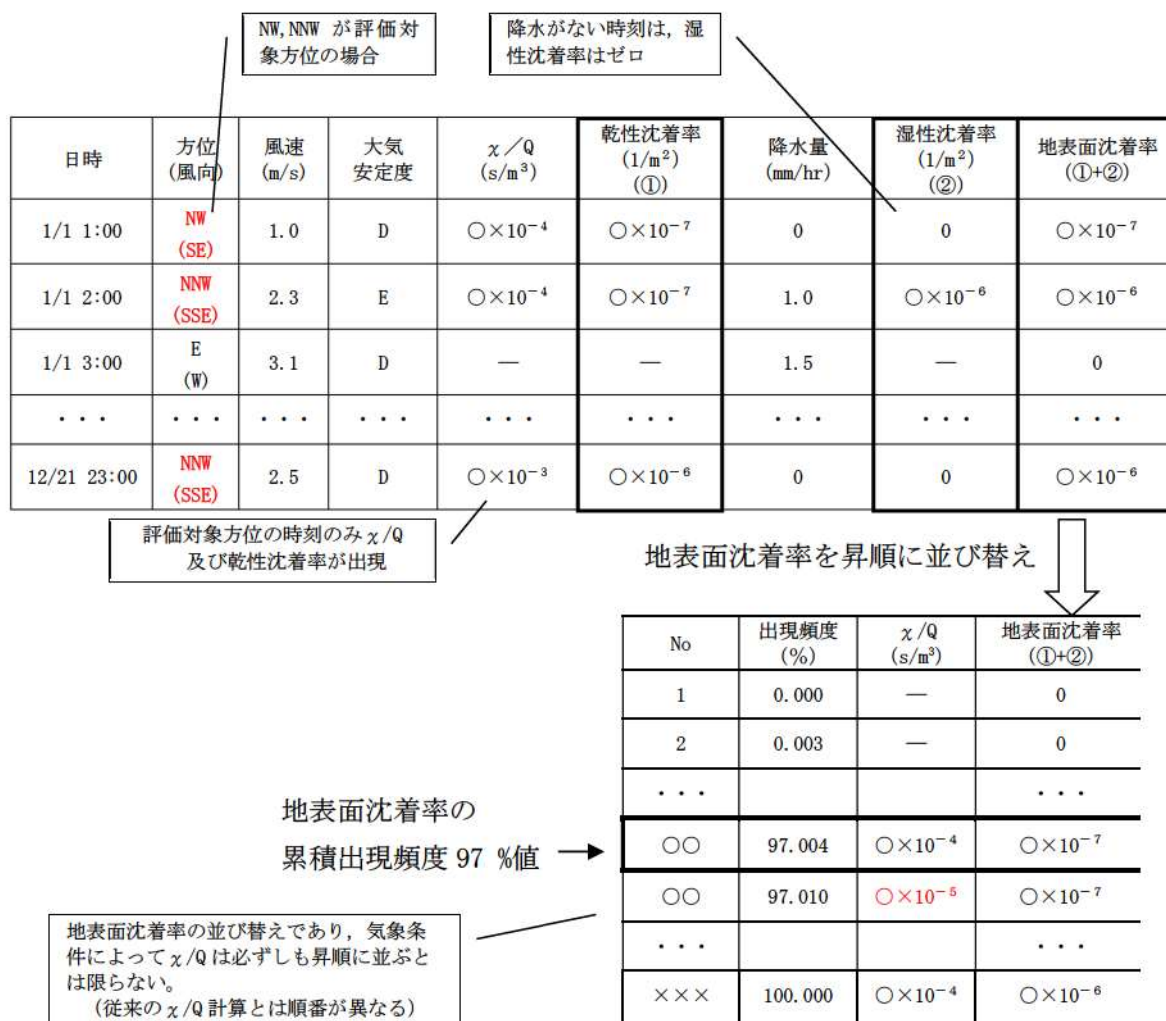 NW,NNW が評価対
象方位の場合
降水がない時刻は，湿
性沈着率はゼロ
日時 方位 (風向) 風速 (m/s) 大気 安定度 χ／Q (s/m³) 乾性沈着率 (1/m²) (①) 降水量 (mm/hr) 湿性沈着率 (1/m²) (②) 地表面沈着率 (①+②)
1/1 1:00 NW (SE) 1.0 D ○×10⁻⁴ ○×10⁻⁷ 0 0 ○×10⁻⁷
1/1 2:00 NNW (SSE) 2.3 E ○×10⁻⁴ ○×10⁻⁷ 1.0 ○×10⁻⁶ ○×10⁻⁶
1/1 3:00 E (W) 3.1 D ― ― 1.5 ― 0
・・・ ・・・ ・・・ ・・・ ・・・ ・・・ ・・・ ・・・ ・・・
12/21 23:00 NNW (SSE) 2.5 D ○×10⁻³ ○×10⁻⁶ 0 0 ○×10⁻⁶
評価対象方位の時刻のみχ/Q
及び乾性沈着率が出現
地表面沈着率を昇順に並び替え
No 出現頻度 (%) χ/Q (s/m³) 地表面沈着率 (①+②)
1 0.000 ― 0
2 0.003 ― 0
・・・ ・・・
地表面沈着率の
累積出現頻度 97 %値
○○ 97.004 ○×10⁻⁴ ○×10⁻⁷
○○ 97.010 ○×10⁻⁵ ○×10⁻⁷
・・・ ・・・
××× 100.000 ○×10⁻⁴ ○×10⁻⁶
地表面沈着率の並び替えであり，気象条
件によってχ/Qは必ずしも昇順に並ぶと
は限らない。
（従来のχ/Q計算とは順番が異なる）